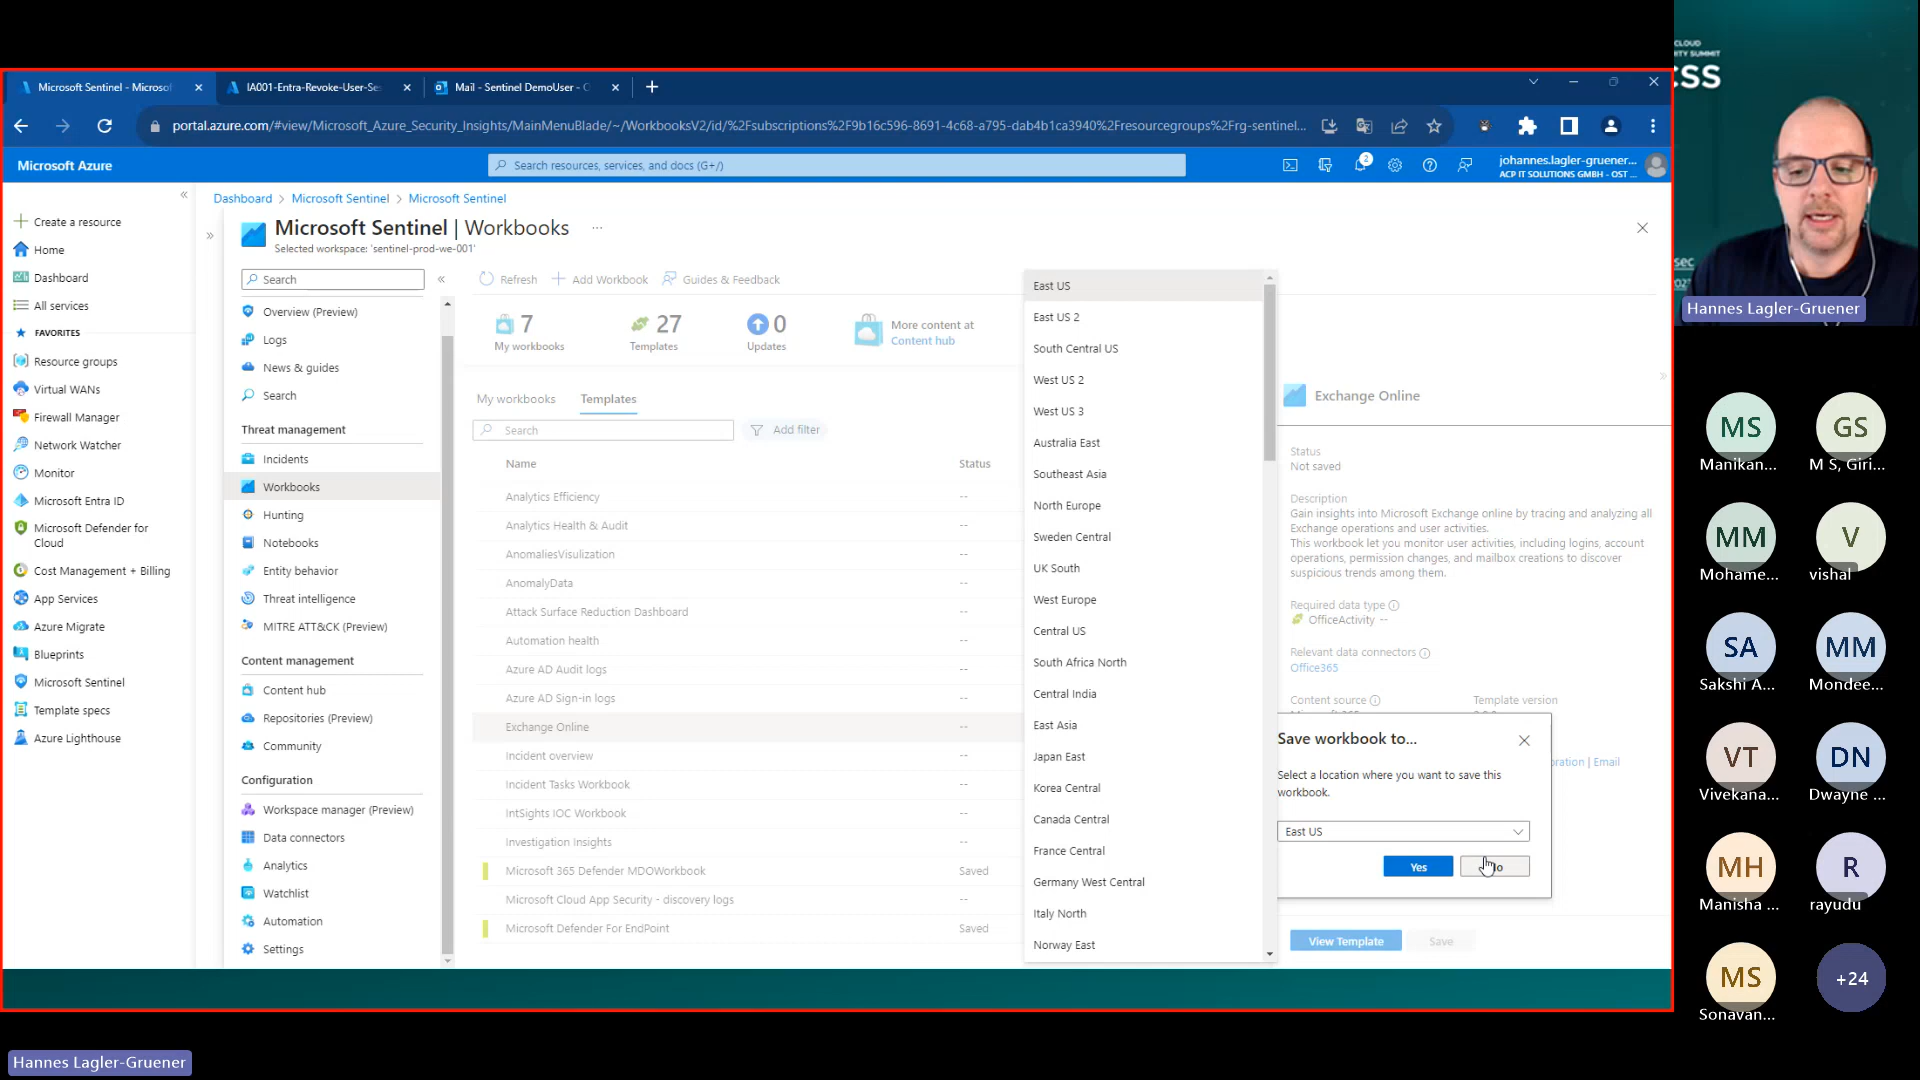 CLOUD
ITY SUMMIT
CSS
Microsoft Sentinel - Microsof
IA001-Entra-Revoke-User-Se
Mail - Sentinel DemoUser - O
portal.azure.com/#view/Microsoft_Azure_Security_Insights/MainMenuBlade/~/WorkbooksV2/id/%2Fsubscriptions%2F9b16c596-8691-4c68-a795-dab4b1ca3940%2Fresourcegroups%2Frg-sentinel...
Microsoft Azure
Search resources, services, and docs (G+/)
2
johannes.lagler-gruener...
ACP IT SOLUTIONS GMBH - OST ...
Create a resource
Home
Dashboard
All services
FAVORITES
Resource groups
Virtual WANs
Firewall Manager
Network Watcher
Monitor
Microsoft Entra ID
Microsoft Defender for
Cloud
Cost Management + Billing
App Services
Azure Migrate
Blueprints
Microsoft Sentinel
Template specs
Azure Lighthouse
Dashboard > Microsoft Sentinel > Microsoft Sentinel
Microsoft Sentinel | Workbooks ...
Selected workspace: 'sentinel-prod-we-001'
Search
Overview (Preview)
Logs
News & guides
Search
Threat management
Incidents
Workbooks
Hunting
Notebooks
Entity behavior
Threat intelligence
MITRE ATT&CK (Preview)
Content management
Content hub
Repositories (Preview)
Community
Configuration
Workspace manager (Preview)
Data connectors
Analytics
Watchlist
Automation
Settings
Refresh
Add Workbook
Guides & Feedback
7
My workbooks
27
Templates
0
Updates
More content at
Content hub
My workbooks
Templates
Search
Add filter
Name Status
Analytics Efficiency --
Analytics Health & Audit --
AnomaliesVisulization --
AnomalyData --
Attack Surface Reduction Dashboard --
Automation health --
Azure AD Audit logs --
Azure AD Sign-in logs --
Exchange Online --
Incident overview --
Incident Tasks Workbook --
IntSights IOC Workbook --
Investigation Insights --
Microsoft 365 Defender MDOWorkbook Saved
Microsoft Cloud App Security - discovery logs --
Microsoft Defender For EndPoint Saved
East US
East US 2
South Central US
West US 2
West US 3
Australia East
Southeast Asia
North Europe
Sweden Central
UK South
West Europe
Central US
South Africa North
Central India
East Asia
Japan East
Korea Central
Canada Central
France Central
Germany West Central
Italy North
Norway East
Exchange Online
Status
Not saved
Description
Gain insights into Microsoft Exchange online by tracing and analyzing all
Exchange operations and user activities.
This workbook let you monitor user activities, including logins, account
operations, permission changes, and mailbox creations to discover
suspicious trends among them.
Required data type
OfficeActivity --
Relevant data connectors
Office365
Content source
Template version
oration | Email
Save workbook to...
Select a location where you want to save this
workbook.
East US
Yes
View Template
Save
sec
Hannes Lagler-Gruener
MS
Manikan...
GS
M S, Giri...
MM
Mohame...
V
vishal
SA
Sakshi A...
MM
Mondee...
VT
Vivekana...
DN
Dwayne ...
MH
Manisha ...
R
rayudu
MS
Sonavan...
+24
Hannes Lagler-Gruener